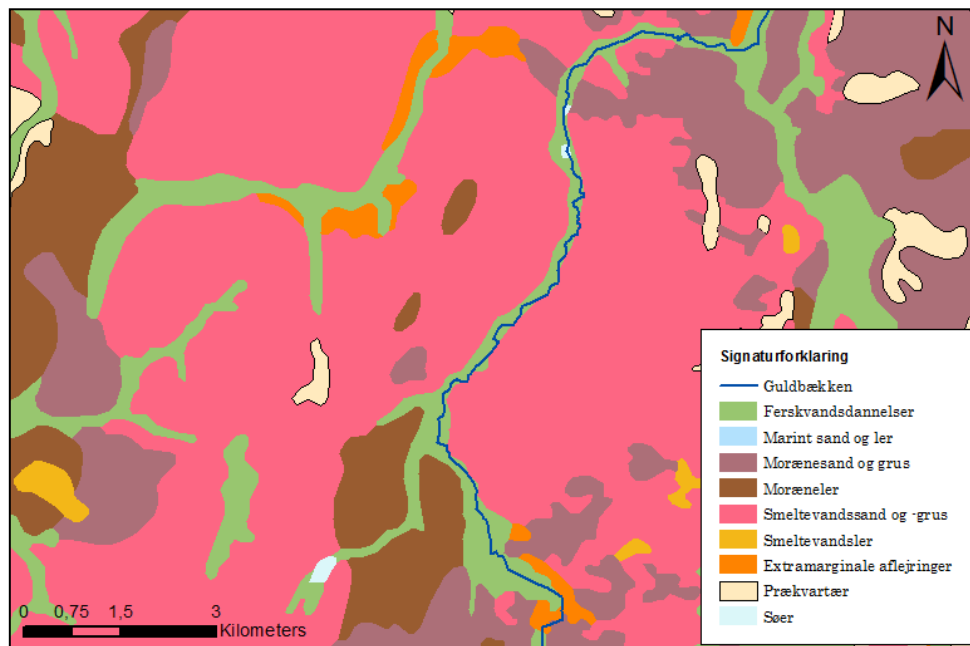 N
Signaturforklaring
Guldbækken
Ferskvandsdannelser
Marint sand og ler
Morænesand og grus
Moræneler
Smeltevandssand og -grus
Smeltevandsler
Extramarginale aflejringer
Prækvartær
Søer
0 0,75 1,5 3
Kilometers